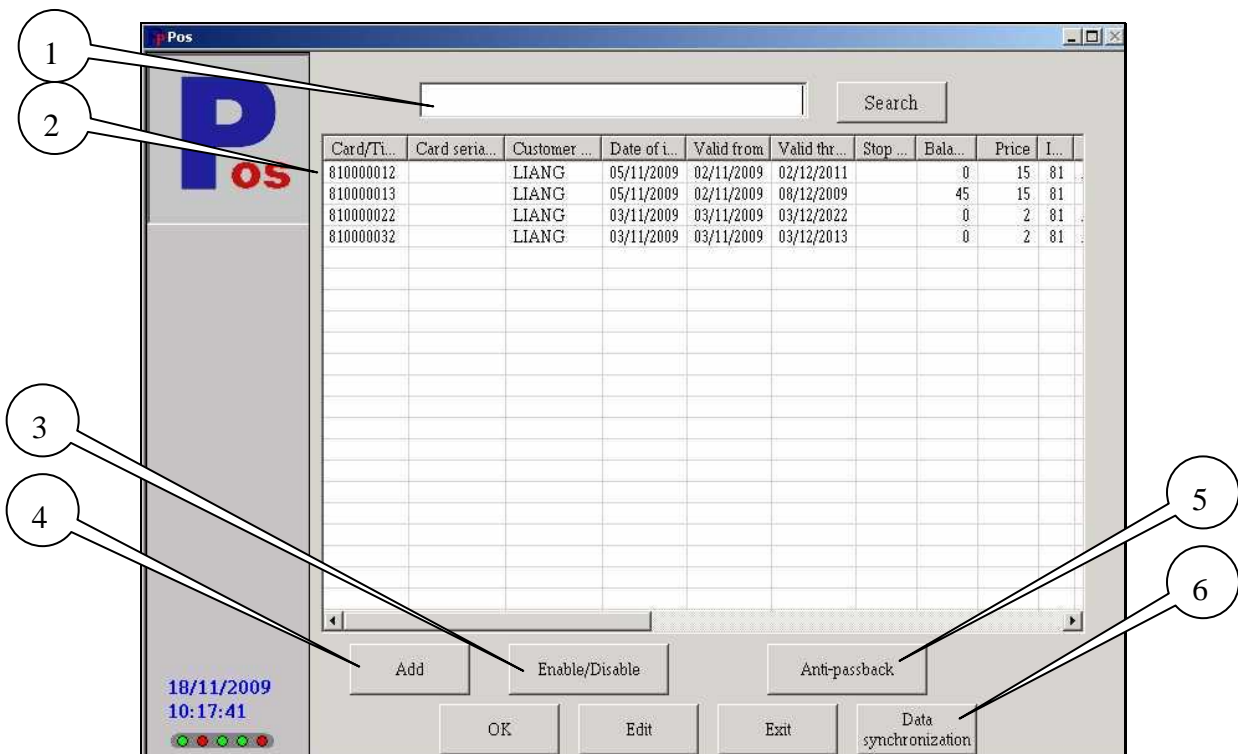 Pos
1
Search
2
Pos
Card/Ti... Card seria... Customer ... Date of i... Valid from Valid thr... Stop ... Bala... Price I...
810000012 LIANG 05/11/2009 02/11/2009 02/12/2011 0 15 81
810000013 LIANG 05/11/2009 02/11/2009 08/12/2009 45 15 81
810000022 LIANG 03/11/2009 03/11/2009 03/12/2022 0 2 81
810000032 LIANG 03/11/2009 03/11/2009 03/12/2013 0 2 81
3
4
5
6
Add Enable/Disable Anti-passback
18/11/2009
10:17:41
OK Edit Exit Data
synchronization